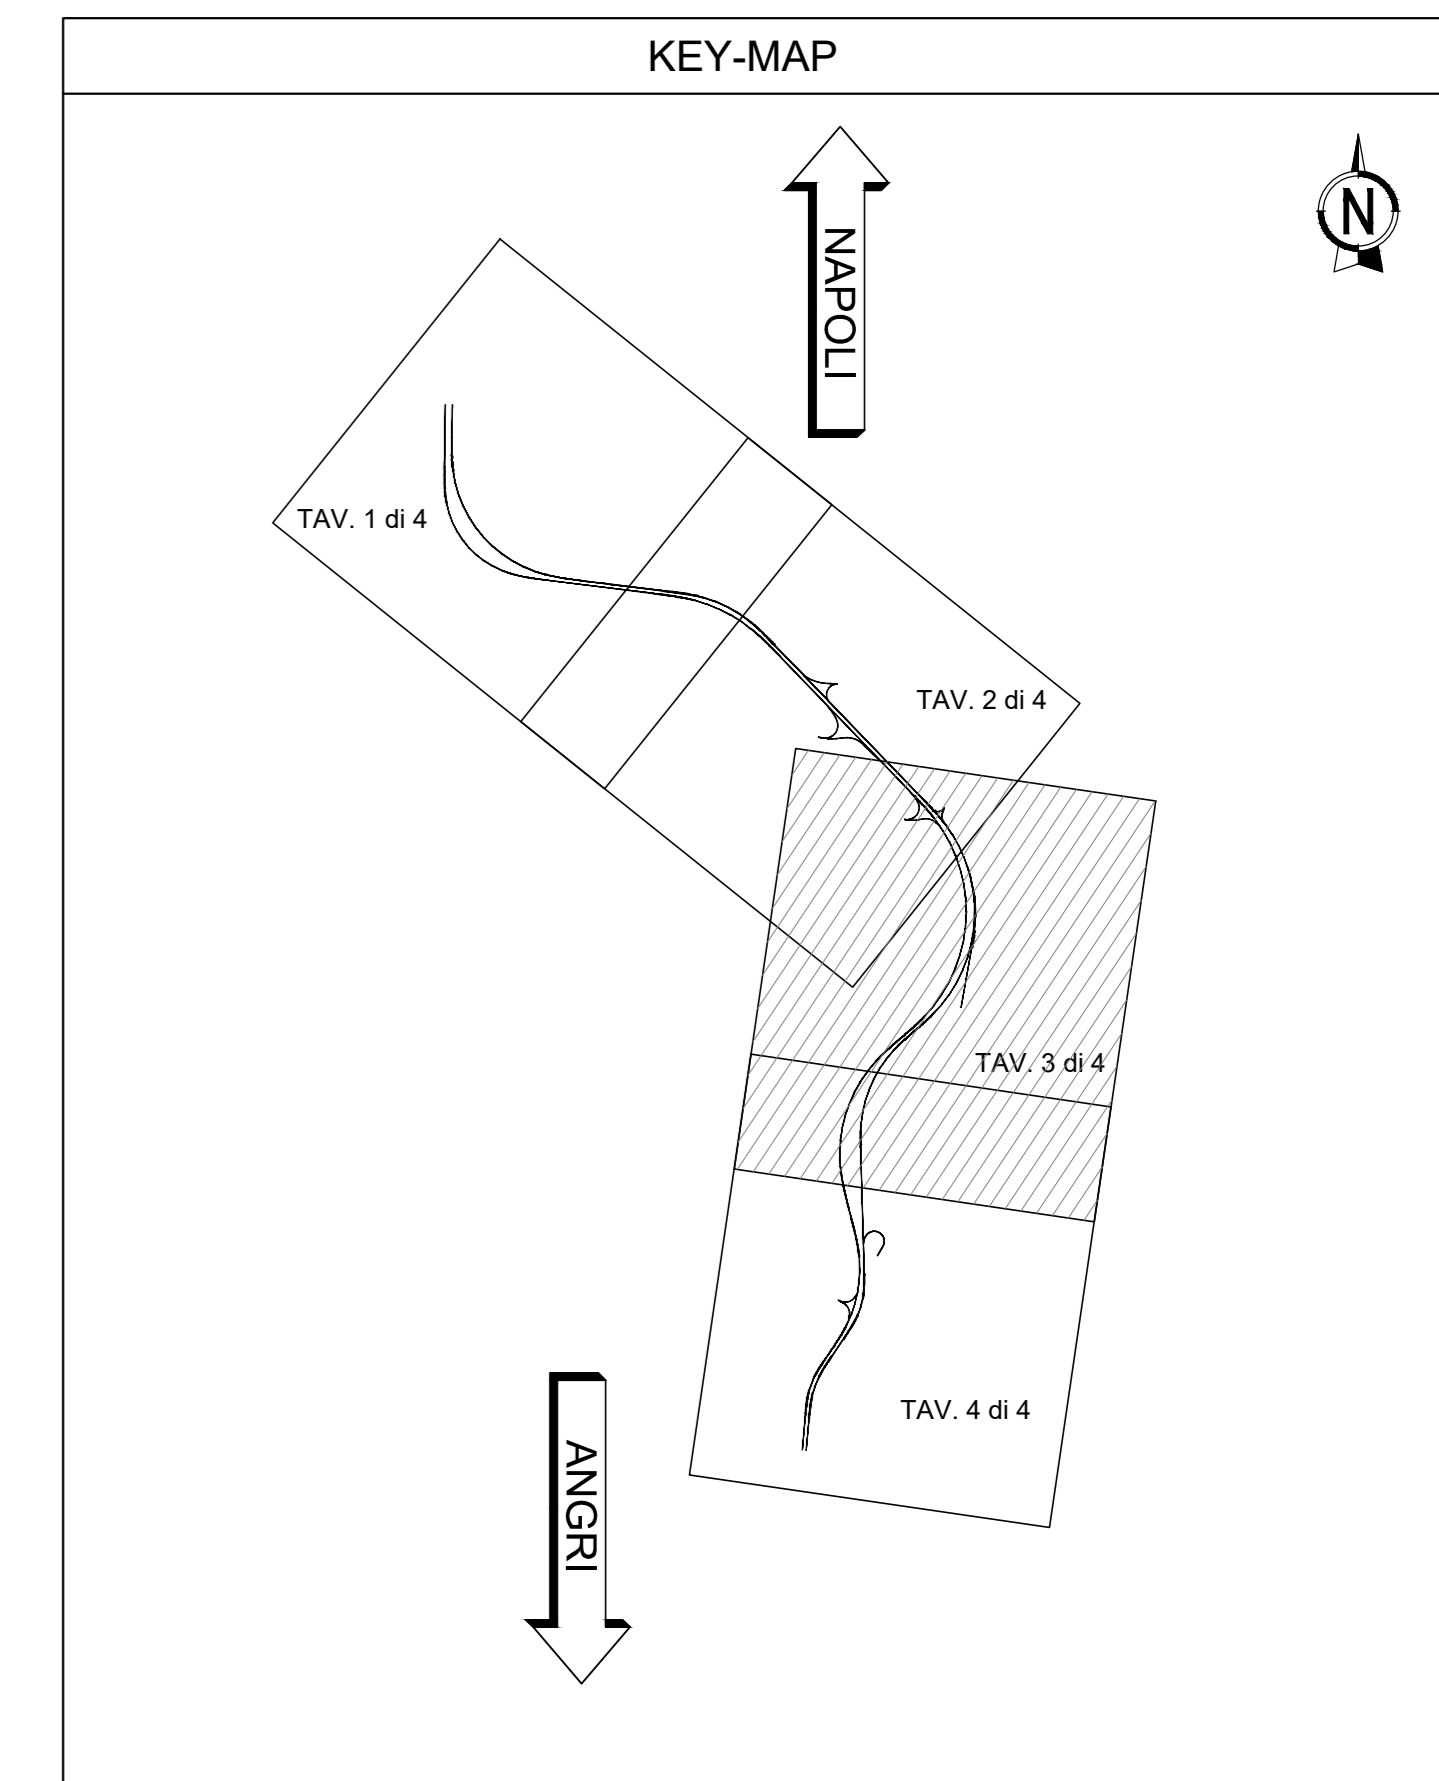 KEY-MAP
N
NAPOLI
TAV. 1 di 4
TAV. 2 di 4
TAV. 3 di 4
TAV. 4 di 4
ANGRI